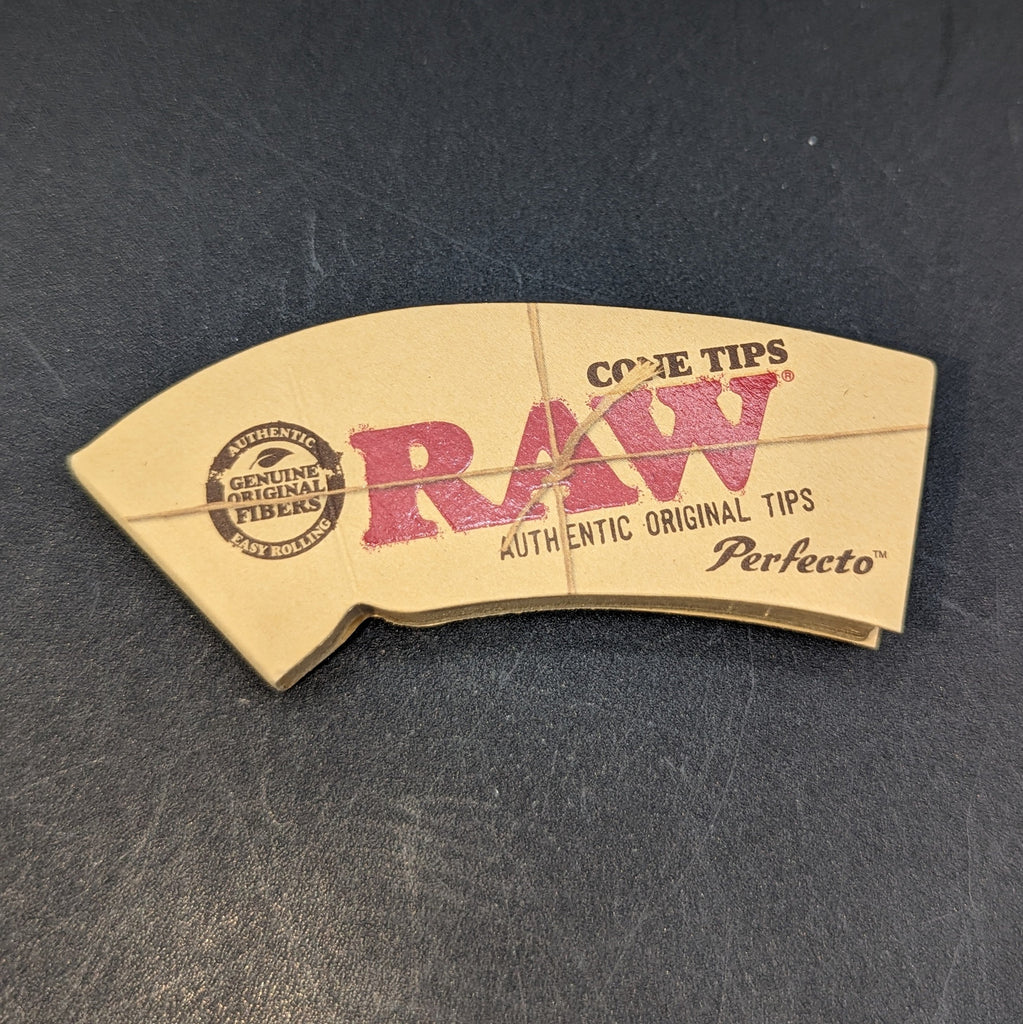 CONE TIPS
RAW®
AUTHENTIC ORIGINAL TIPS
Perfecto™
AUTHENTIC
GENUINE
ORIGINAL
FIBERS
EASY ROLLING